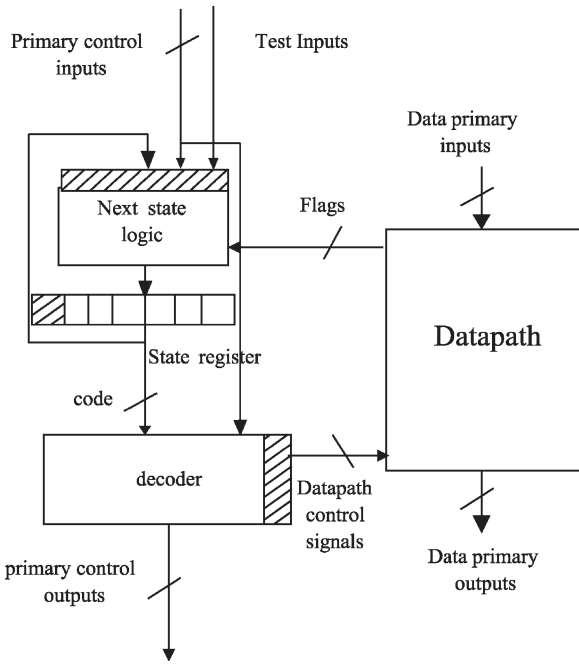 Primary control
inputs
Test Inputs
Data primary
inputs
Next state
logic
Flags
Datapath
State register
code
decoder
Datapath
control
signals
primary control
outputs
Data primary
outputs